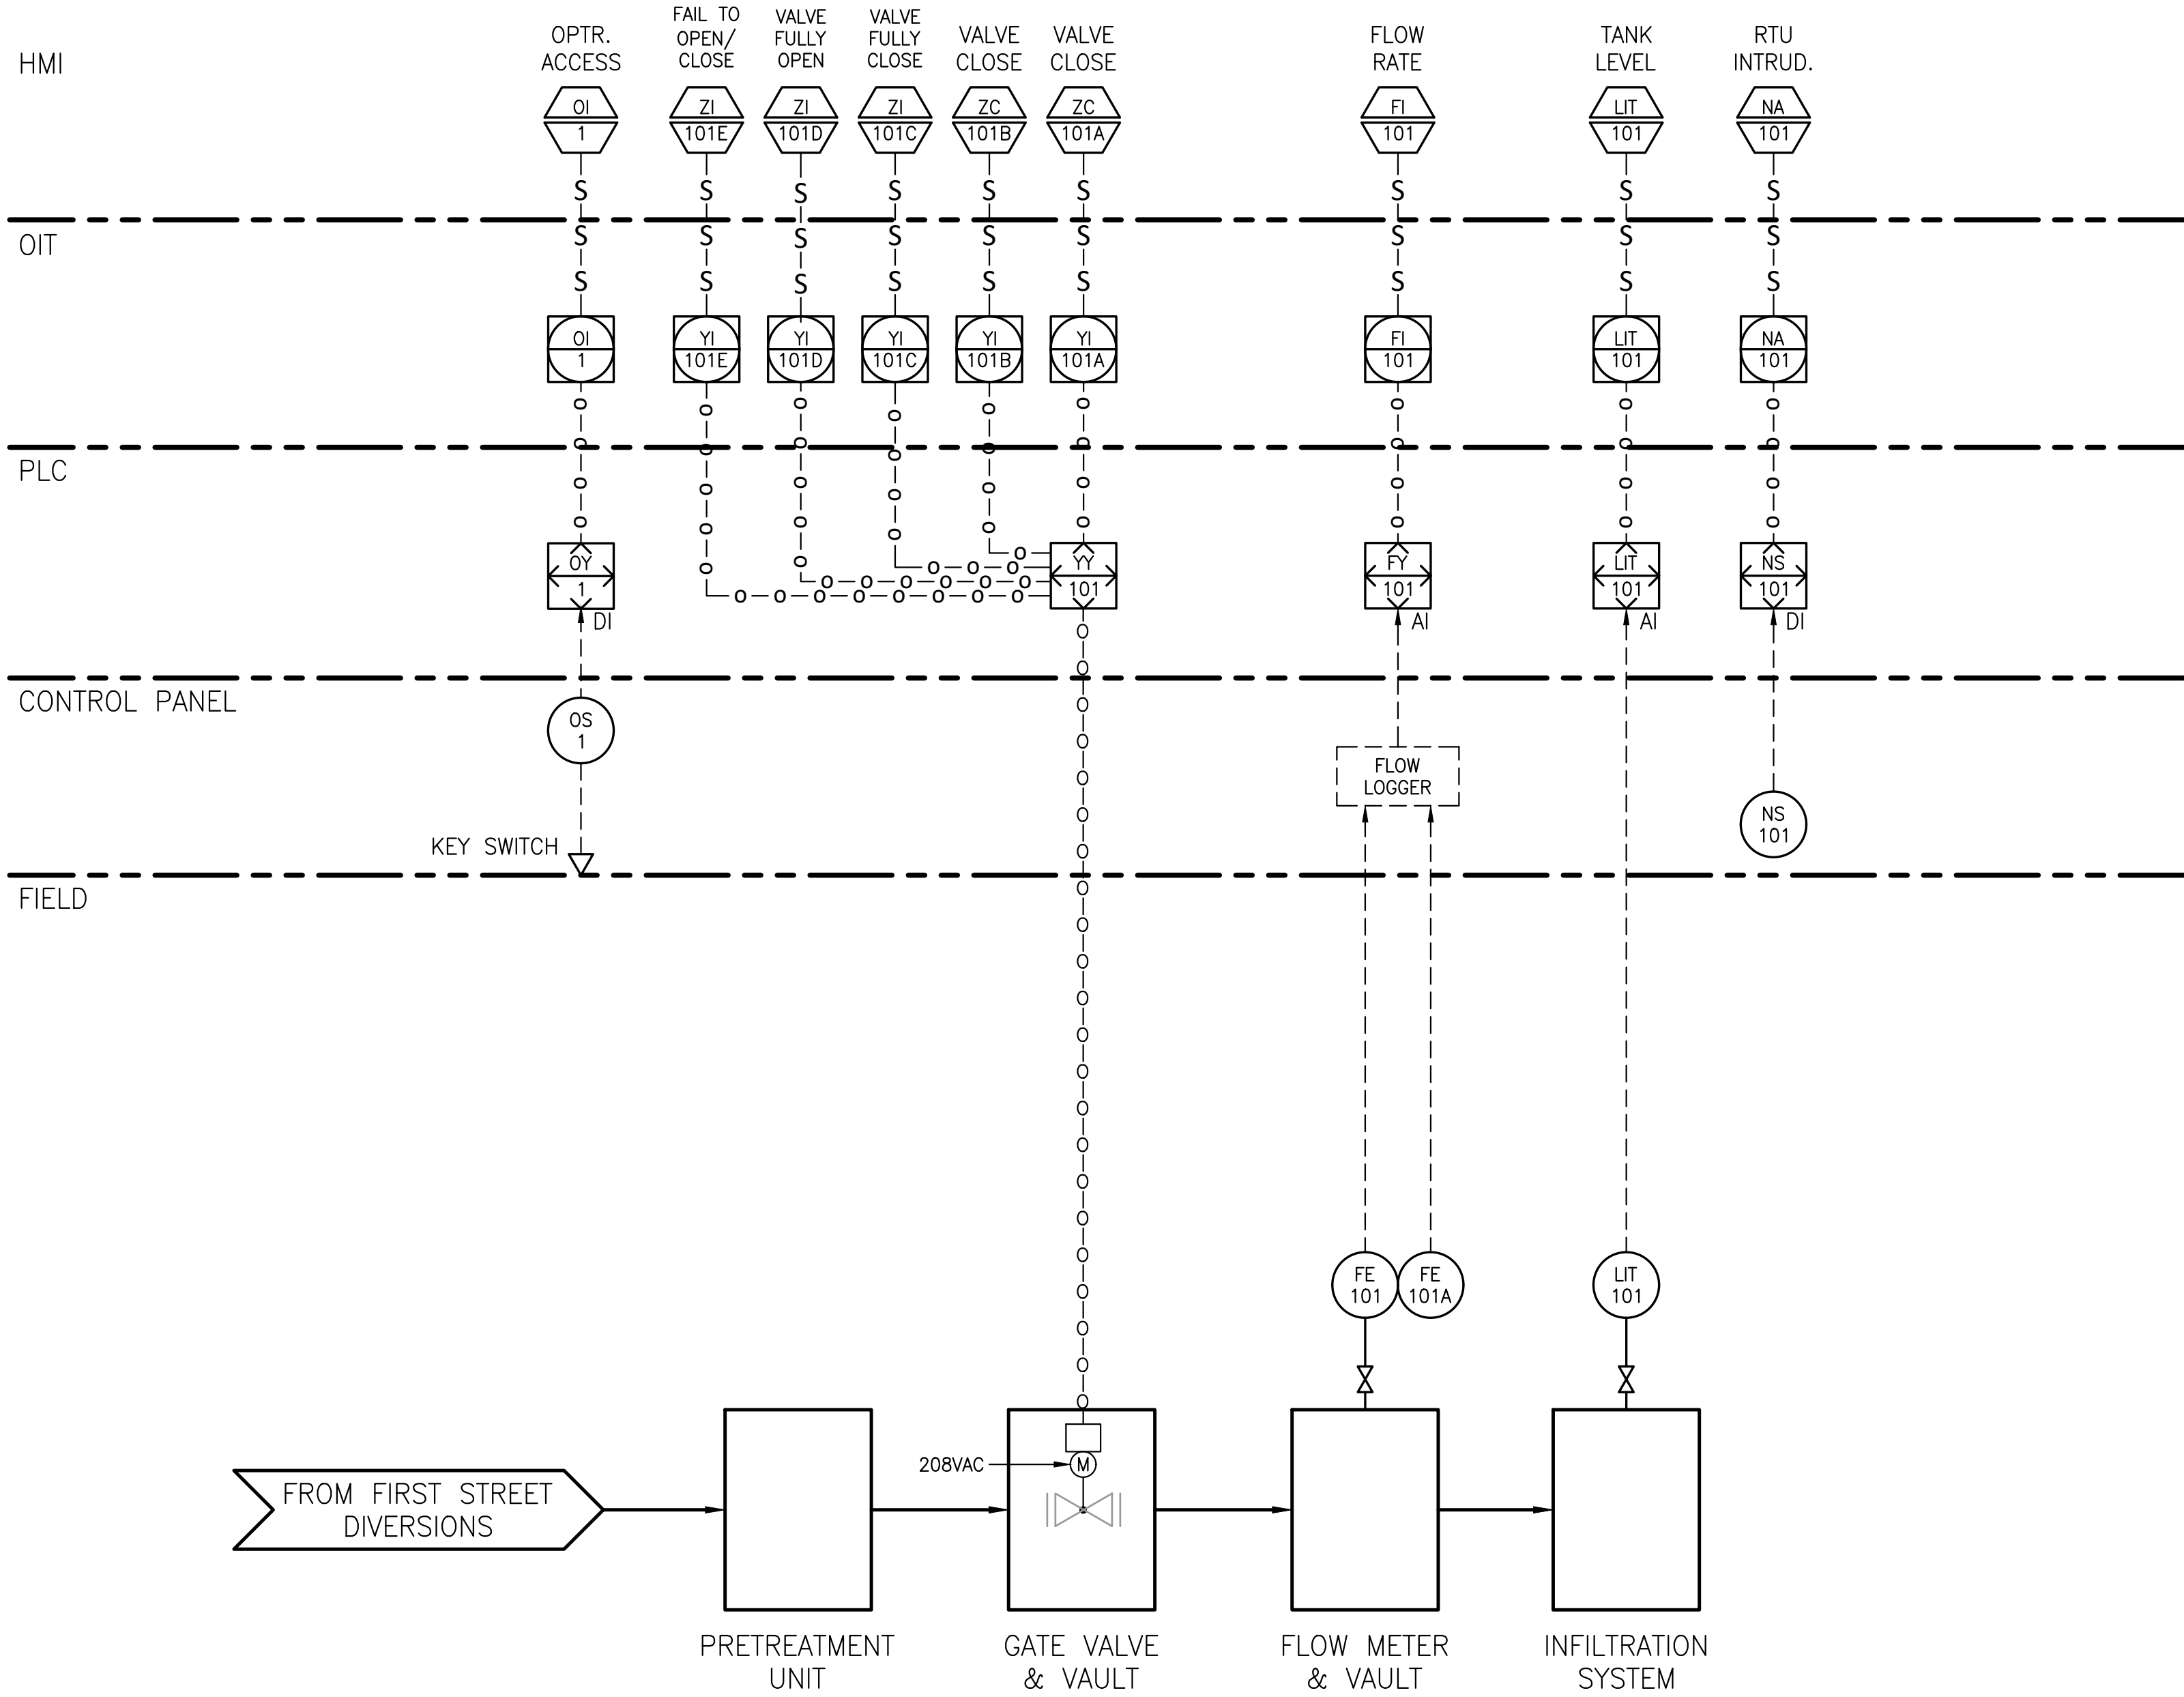 HMI
OPTR.
ACCESS
FAIL TO
OPEN/
CLOSE
VALVE
FULLY
OPEN
VALVE
FULLY
CLOSE
VALVE
CLOSE
VALVE
CLOSE
FLOW
RATE
TANK
LEVEL
RTU
INTRUD.
OI
1
ZI
101E
ZI
101D
ZI
101C
ZC
101B
ZC
101A
FI
101
LIT
101
NA
101
S S S S S S S S S
OIT
S S S S S S S S S
S S S S S S S S S
OI
1
YI
101E
YI
101D
YI
101C
YI
101B
YI
101A
FI
101
LIT
101
NA
101
PLC
OY
1
DI
YY
101
FY
101
AI
LIT
101
AI
NS
101
DI
CONTROL PANEL
OS
1
FLOW
LOGGER
NS
101
KEY SWITCH
FIELD
FE
101
FE
101A
LIT
101
208VAC
M
FROM FIRST STREET
DIVERSIONS
PRETREATMENT
UNIT
GATE VALVE
& VAULT
FLOW METER
& VAULT
INFILTRATION
SYSTEM